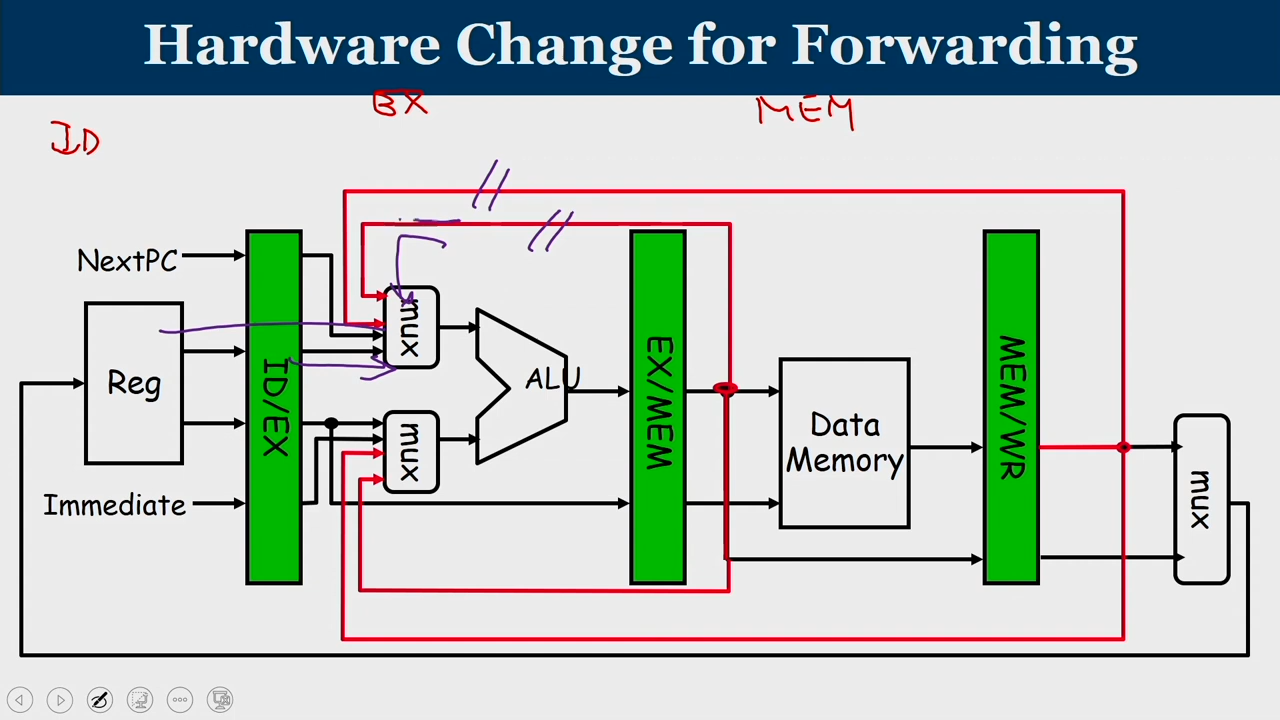 Hardware Change for Forwarding
EX
MEM
ID
NextPC
mux
Reg
ID/EX
ALU
EX/MEM
MEM/WR
Data
Memory
mux
mux
Immediate